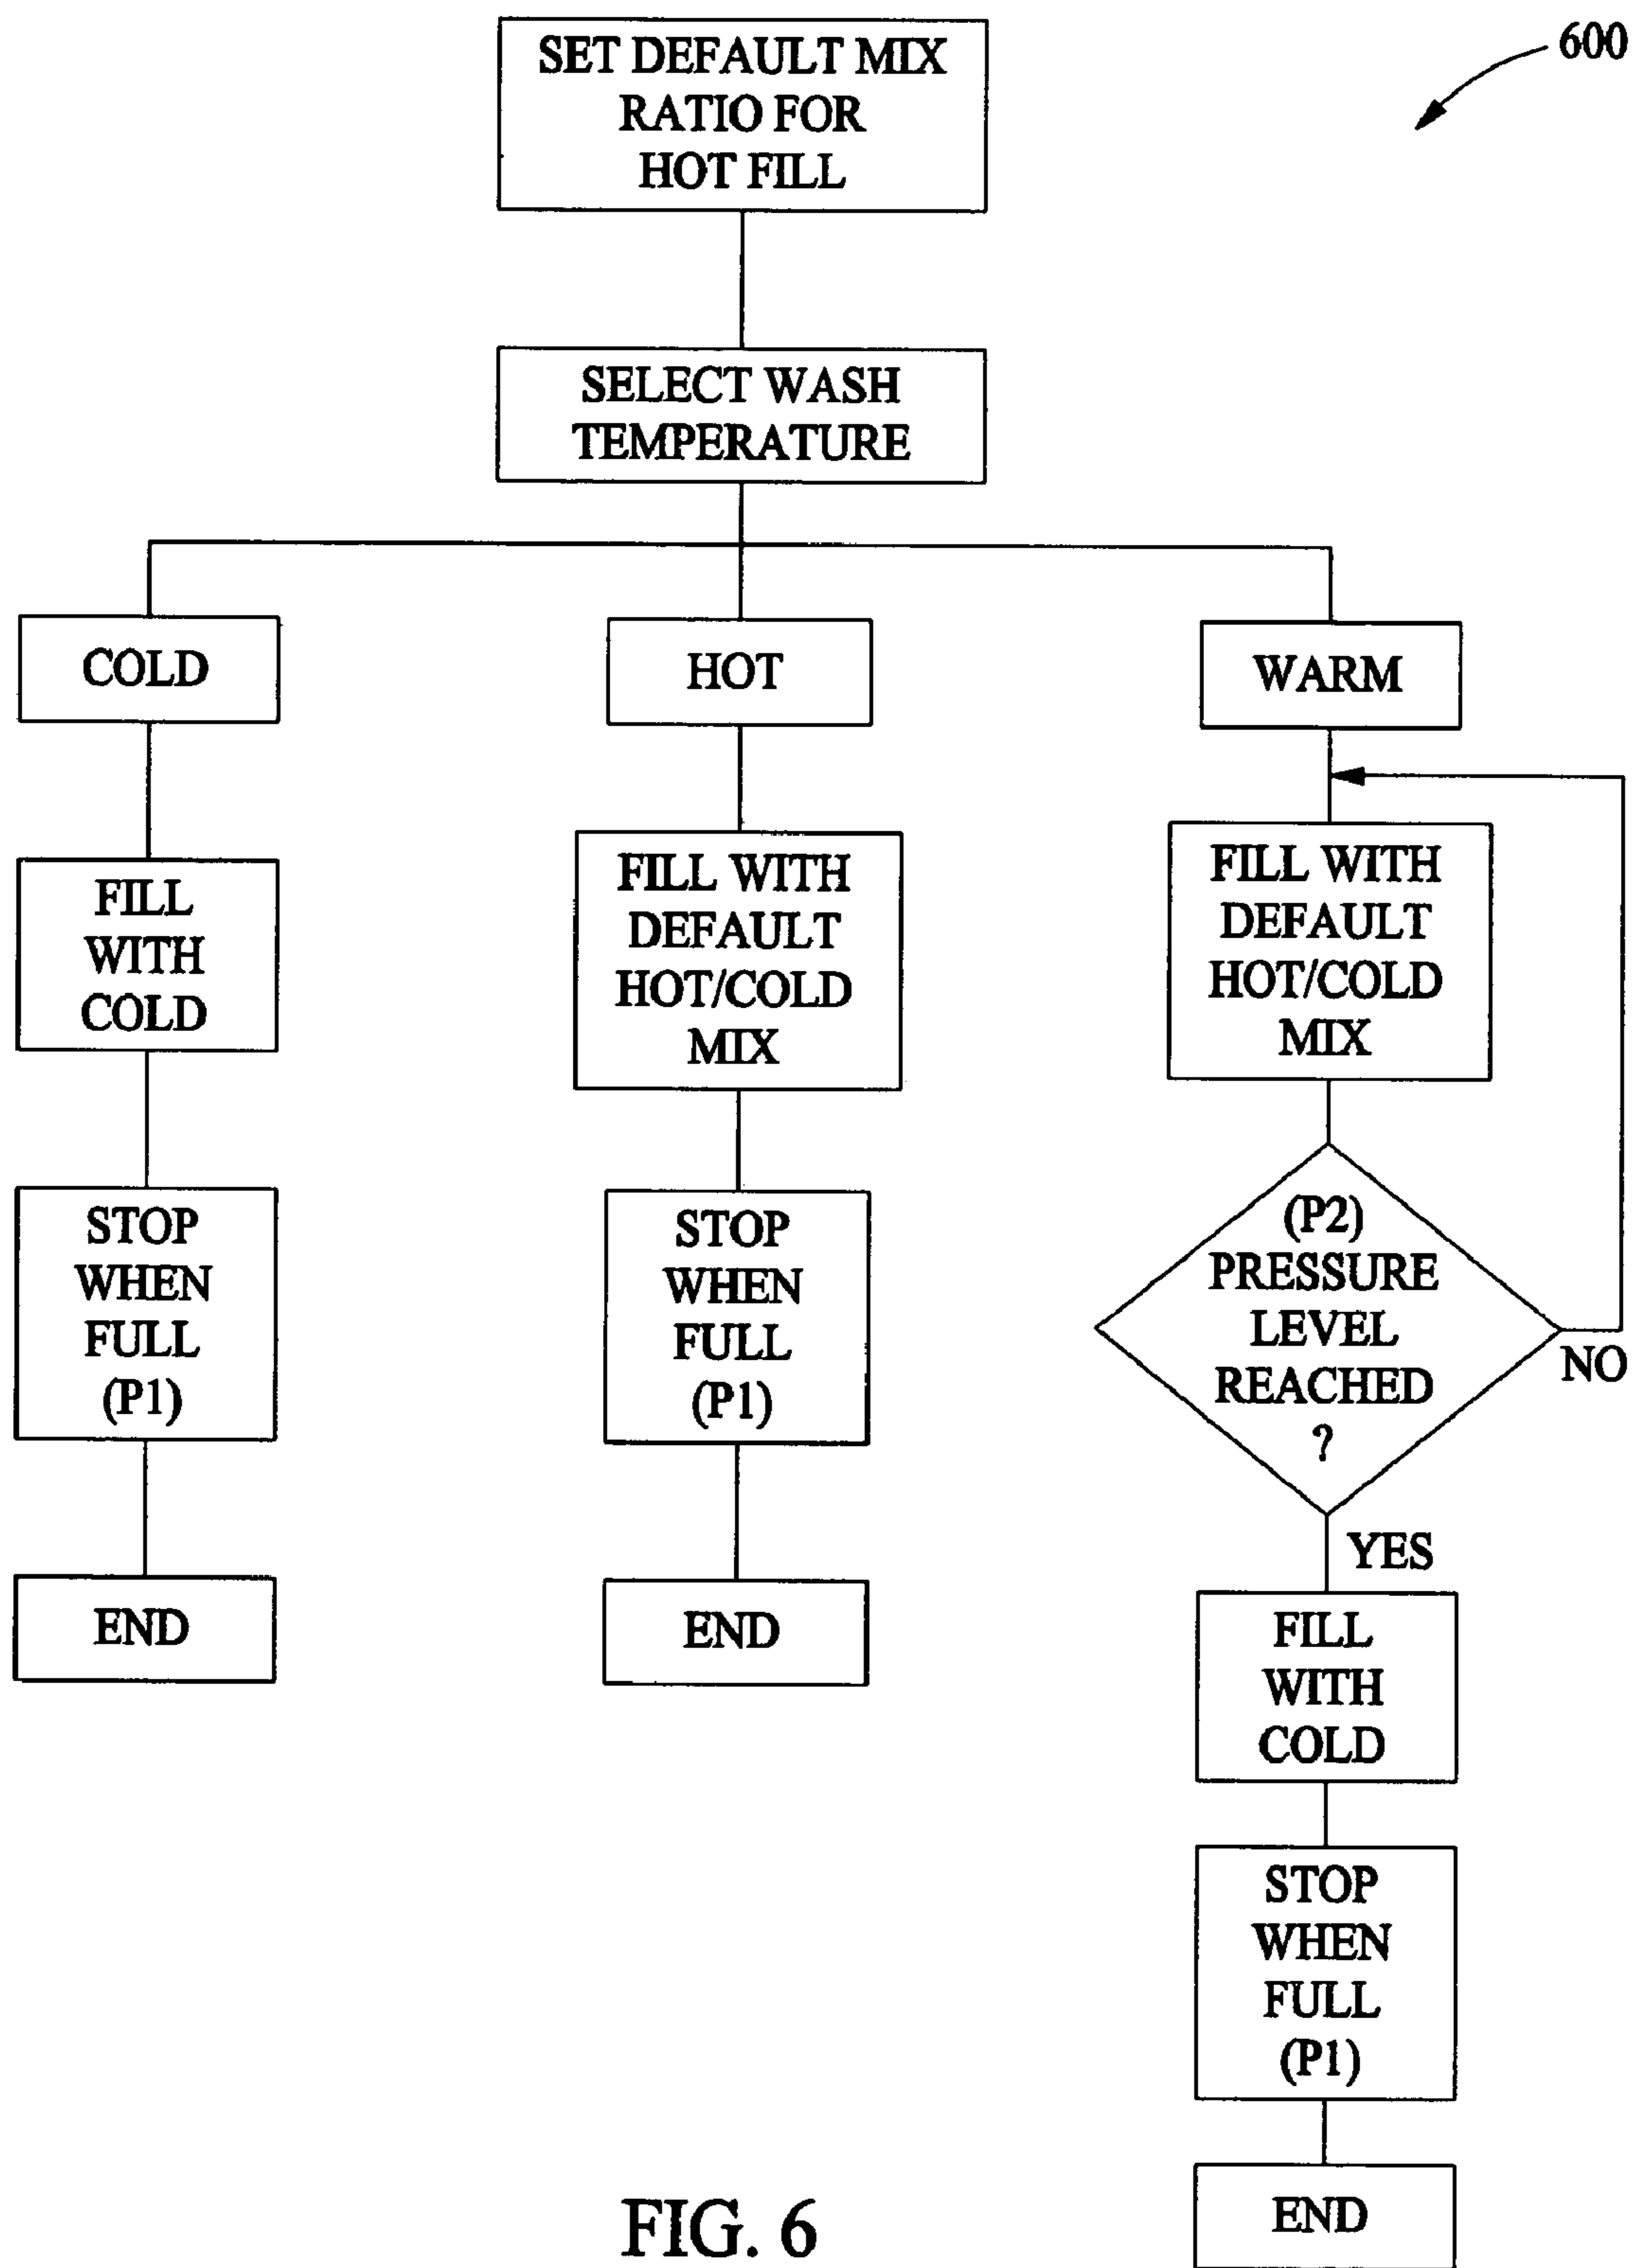 600
SET DEFAULT MIX
RATIO FOR
HOT FILL
SELECT WASH
TEMPERATURE
COLD
FILL
WITH
COLD
STOP
WHEN
FULL
(P1)
END
HOT
FILL WITH
DEFAULT
HOT/COLD
MIX
STOP
WHEN
FULL
(P1)
END
WARM
FILL WITH
DEFAULT
HOT/COLD
MIX
(P2)
PRESSURE
LEVEL
REACHED
?
NO
YES
FILL
WITH
COLD
STOP
WHEN
FULL
(P1)
END
FIG. 6